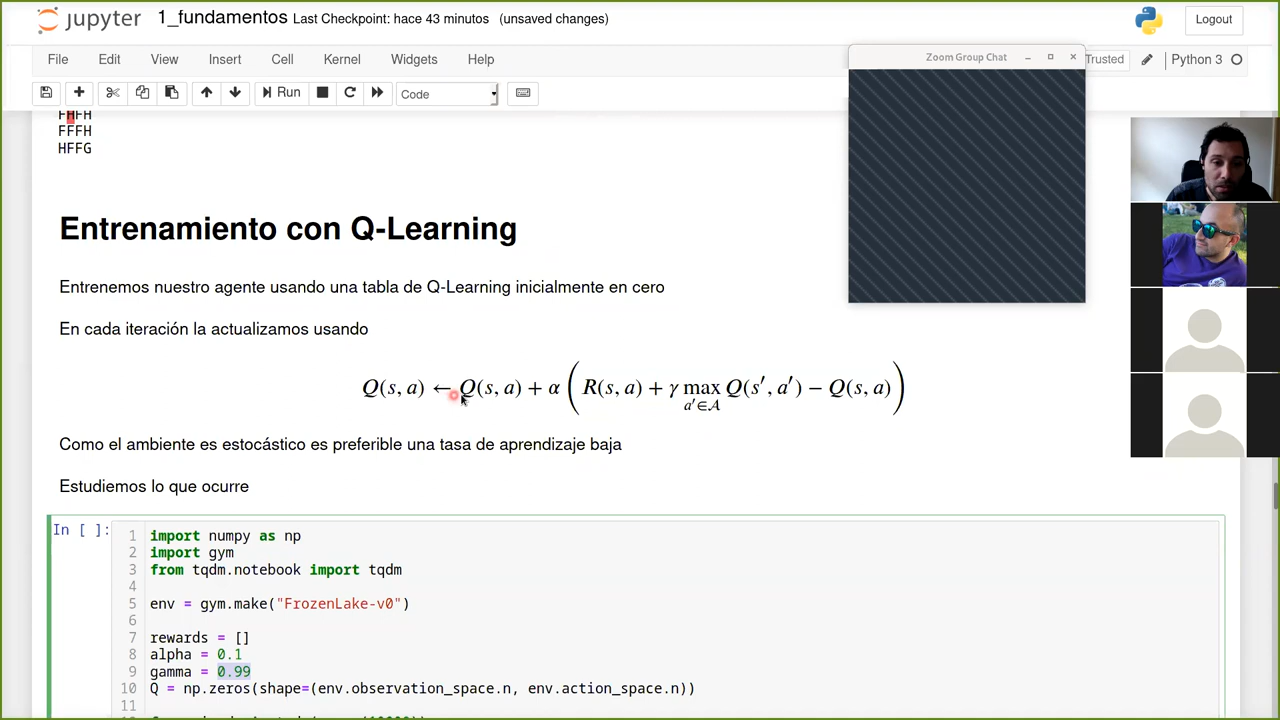 jupyter 1_fundamentos Last Checkpoint: hace 43 minutos (unsaved changes) Logout
File Edit View Insert Cell Kernel Widgets Help Trusted Python 3
Run Code
Zoom Group Chat
FHFH
FFFH
HFFG
Entrenamiento con Q-Learning
Entrenemos nuestro agente usando una tabla de Q-Learning inicialmente en cero
En cada iteración la actualizamos usando
Q(s, a) ← Q(s, a) + α ( R(s, a) + γ max Q(s′, a′) − Q(s, a) )
a′∈𝒜
Como el ambiente es estocástico es preferible una tasa de aprendizaje baja
Estudiemos lo que ocurre
In [ ]:
1 import numpy as np
2 import gym
3 from tqdm.notebook import tqdm
4
5 env = gym.make("FrozenLake-v0")
6
7 rewards = []
8 alpha = 0.1
9 gamma = 0.99
10 Q = np.zeros(shape=(env.observation_space.n, env.action_space.n))
11